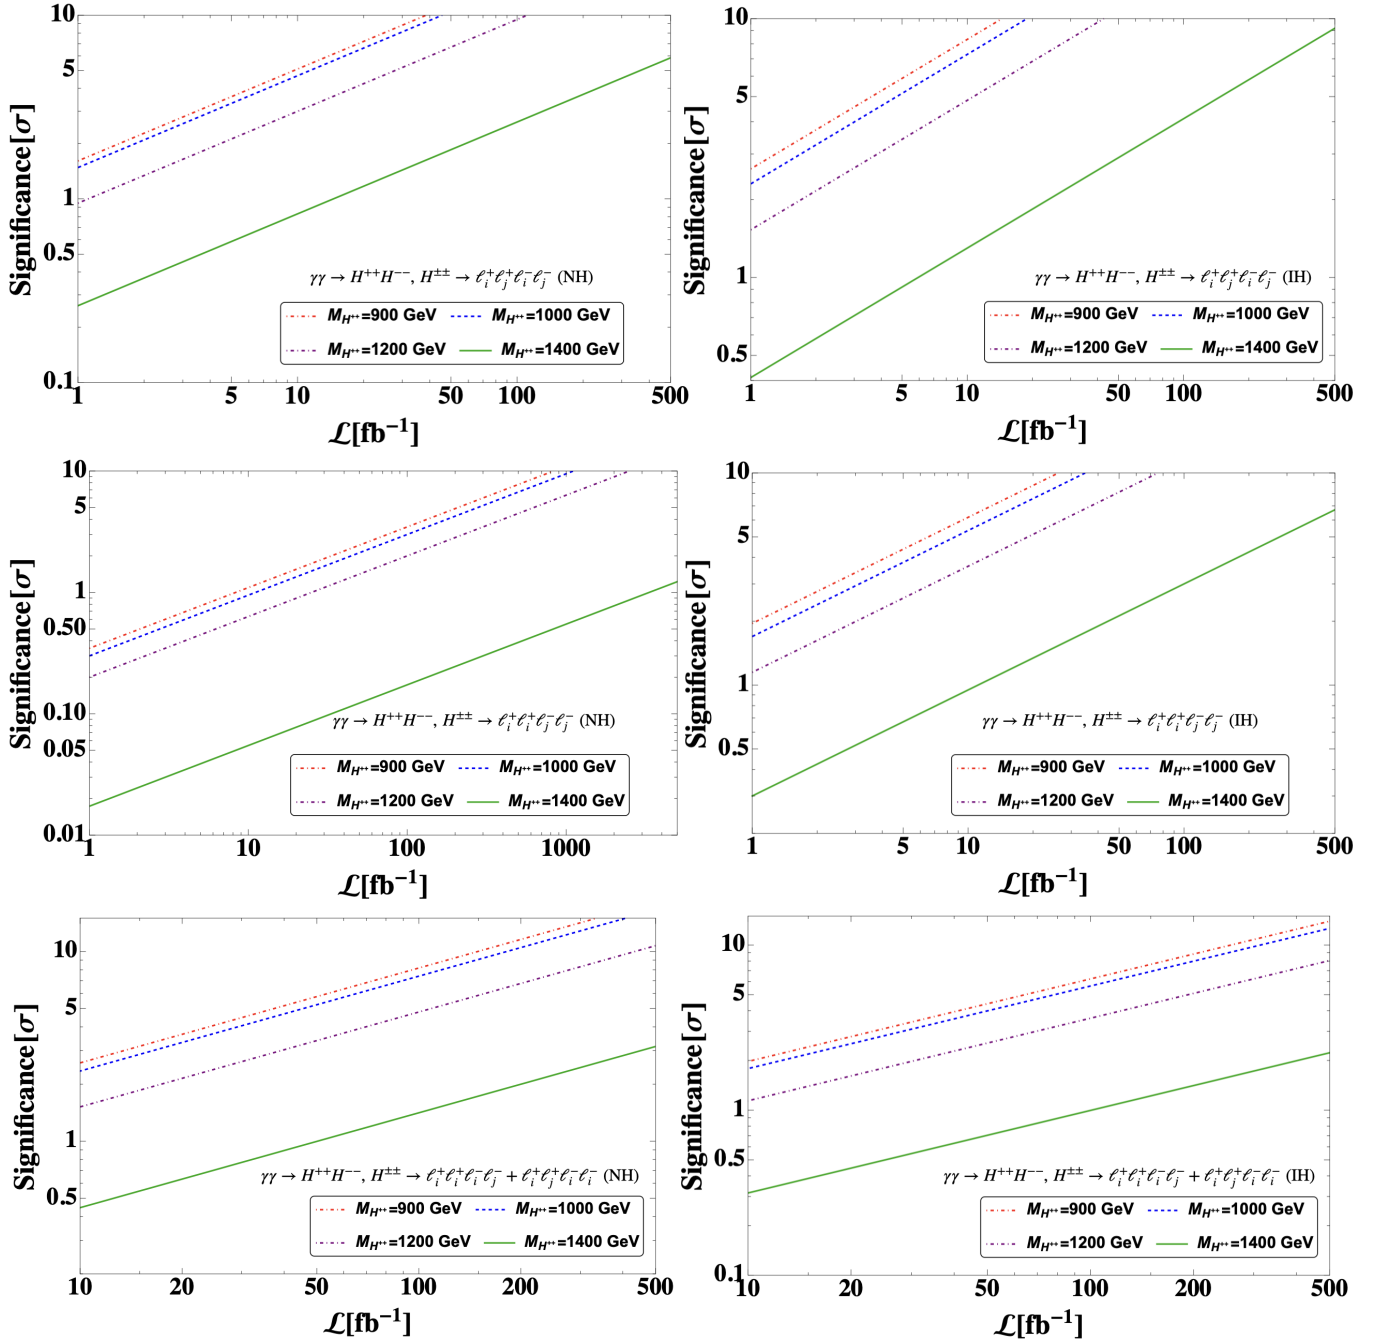 10
5
1
0.5
0.1
Significance[σ]
γγ → H⁺⁺H⁻⁻, H^±± → ℓᵢ⁺ℓⱼ⁺ℓᵢ⁻ℓⱼ⁻ (NH)
M_H⁺⁺=900 GeV M_H⁺⁺=1000 GeV
M_H⁺⁺=1200 GeV M_H⁺⁺=1400 GeV
1 5 10 50 100 500
ℒ[fb⁻¹]
10
5
1
0.5
Significance[σ]
γγ → H⁺⁺H⁻⁻, H^±± → ℓᵢ⁺ℓⱼ⁺ℓᵢ⁻ℓⱼ⁻ (IH)
M_H⁺⁺=900 GeV M_H⁺⁺=1000 GeV
M_H⁺⁺=1200 GeV M_H⁺⁺=1400 GeV
1 5 10 50 100 500
ℒ[fb⁻¹]
10
5
1
0.50
0.10
0.05
0.01
Significance[σ]
γγ → H⁺⁺H⁻⁻, H^±± → ℓᵢ⁺ℓᵢ⁺ℓⱼ⁻ℓⱼ⁻ (NH)
M_H⁺⁺=900 GeV M_H⁺⁺=1000 GeV
M_H⁺⁺=1200 GeV M_H⁺⁺=1400 GeV
1 10 100 1000
ℒ[fb⁻¹]
10
5
1
0.5
Significance[σ]
γγ → H⁺⁺H⁻⁻, H^±± → ℓᵢ⁺ℓᵢ⁺ℓⱼ⁻ℓⱼ⁻ (IH)
M_H⁺⁺=900 GeV M_H⁺⁺=1000 GeV
M_H⁺⁺=1200 GeV M_H⁺⁺=1400 GeV
1 5 10 50 100 500
ℒ[fb⁻¹]
10
5
1
0.5
Significance[σ]
γγ → H⁺⁺H⁻⁻, H^±± → ℓᵢ⁺ℓᵢ⁺ℓᵢ⁻ℓⱼ⁻ + ℓᵢ⁺ℓⱼ⁺ℓᵢ⁻ℓᵢ⁻ (NH)
M_H⁺⁺=900 GeV M_H⁺⁺=1000 GeV
M_H⁺⁺=1200 GeV M_H⁺⁺=1400 GeV
10 20 50 100 200 500
ℒ[fb⁻¹]
10
5
1
0.5
0.1
Significance[σ]
γγ → H⁺⁺H⁻⁻, H^±± → ℓᵢ⁺ℓᵢ⁺ℓᵢ⁻ℓⱼ⁻ + ℓᵢ⁺ℓⱼ⁺ℓᵢ⁻ℓᵢ⁻ (IH)
M_H⁺⁺=900 GeV M_H⁺⁺=1000 GeV
M_H⁺⁺=1200 GeV M_H⁺⁺=1400 GeV
10 20 50 100 200 500
ℒ[fb⁻¹]